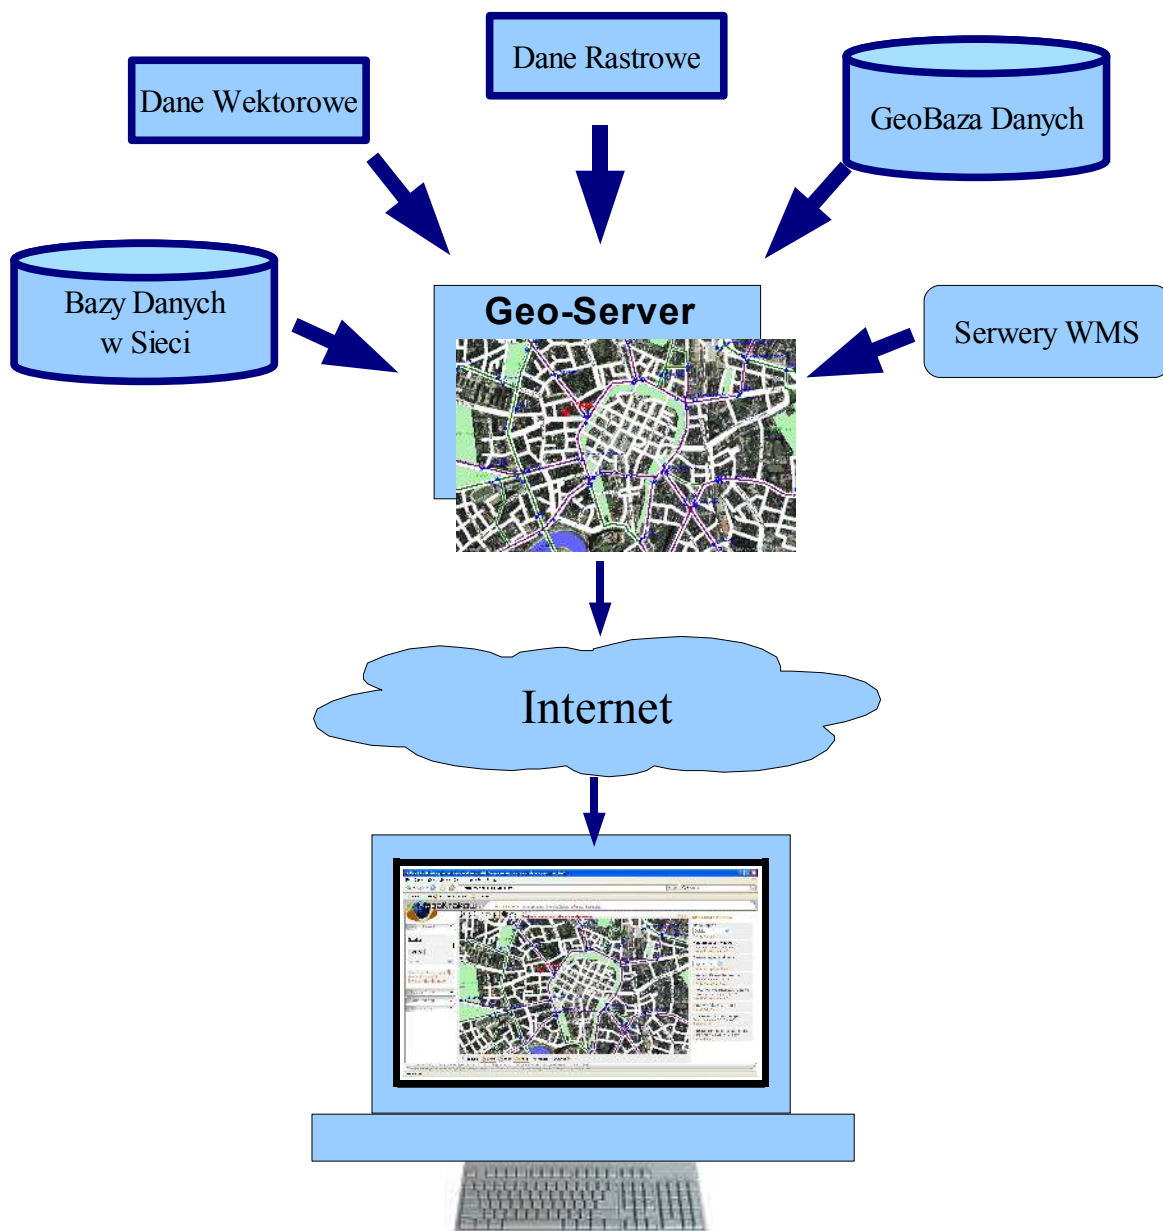 Dane Rastrowe
Dane Wektorowe
GeoBaza Danych
Bazy Danych
w Sieci
Geo-Server
Serwery WMS
Internet